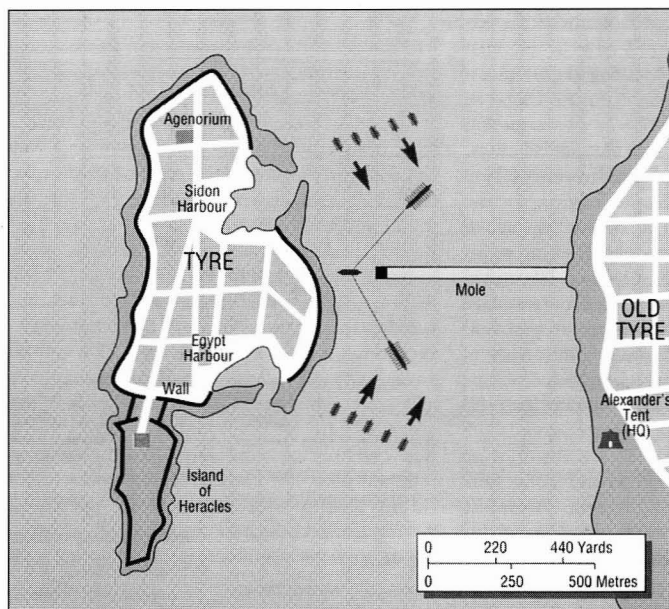 Agenorium
Sidon
Harbour
TYRE
Mole
OLD
TYRE
Egypt
Harbour
Wall
Alexander's
Tent
(HQ)
Island
of
Heracles
0 220 440 Yards
0 250 500 Metres